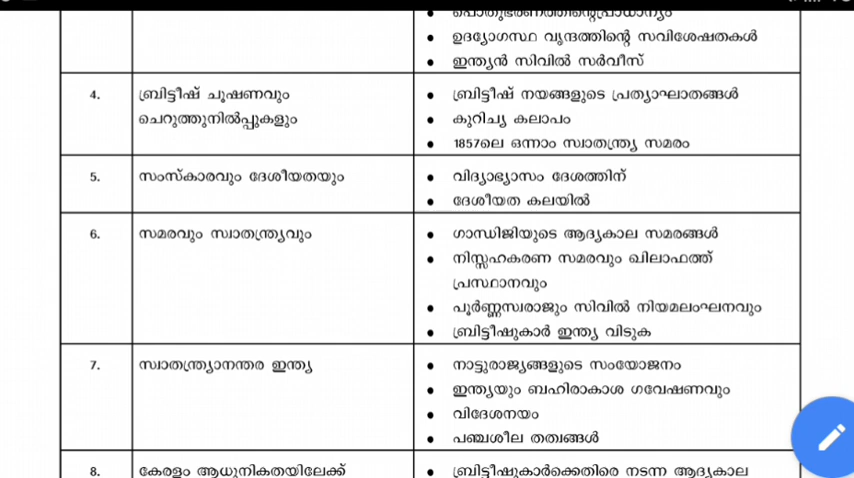 പൊതുഭരണത്തിന്റെപ്രാധാന്യം
ഉദ്യോഗസ്ഥ വൃന്ദത്തിന്റെ സവിശേഷതകൾ
ഇന്ത്യൻ സിവിൽ സർവീസ്
4. ബ്രിട്ടീഷ് ചൂഷണവും
ചെറുത്തുനിൽപ്പുകളും
ബ്രിട്ടീഷ് നയങ്ങളുടെ പ്രത്യാഘാതങ്ങൾ
കുറിച്യ കലാപം
1857ലെ ഒന്നാം സ്വാതന്ത്ര്യ സമരം
5. സംസ്കാരവും ദേശീയതയും
വിദ്യാഭ്യാസം ദേശത്തിന്
ദേശീയത കലയിൽ
6. സമരവും സ്വാതന്ത്ര്യവും
ഗാന്ധിജിയുടെ ആദ്യകാല സമരങ്ങൾ
നിസ്സഹകരണ സമരവും ഖിലാഫത്ത്
പ്രസ്ഥാനവും
പൂർണ്ണസ്വരാജും സിവിൽ നിയമലംഘനവും
ബ്രിട്ടീഷുകാർ ഇന്ത്യ വിടുക
7. സ്വാതന്ത്ര്യാനന്തര ഇന്ത്യ
നാട്ടുരാജ്യങ്ങളുടെ സംയോജനം
ഇന്ത്യയും ബഹിരാകാശ ഗവേഷണവും
വിദേശനയം
പഞ്ചശീല തത്വങ്ങൾ
8. കേരളം ആധുനികതയിലേക്ക്
ബ്രിട്ടീഷുകാർക്കെതിരെ നടന്ന ആദ്യകാല